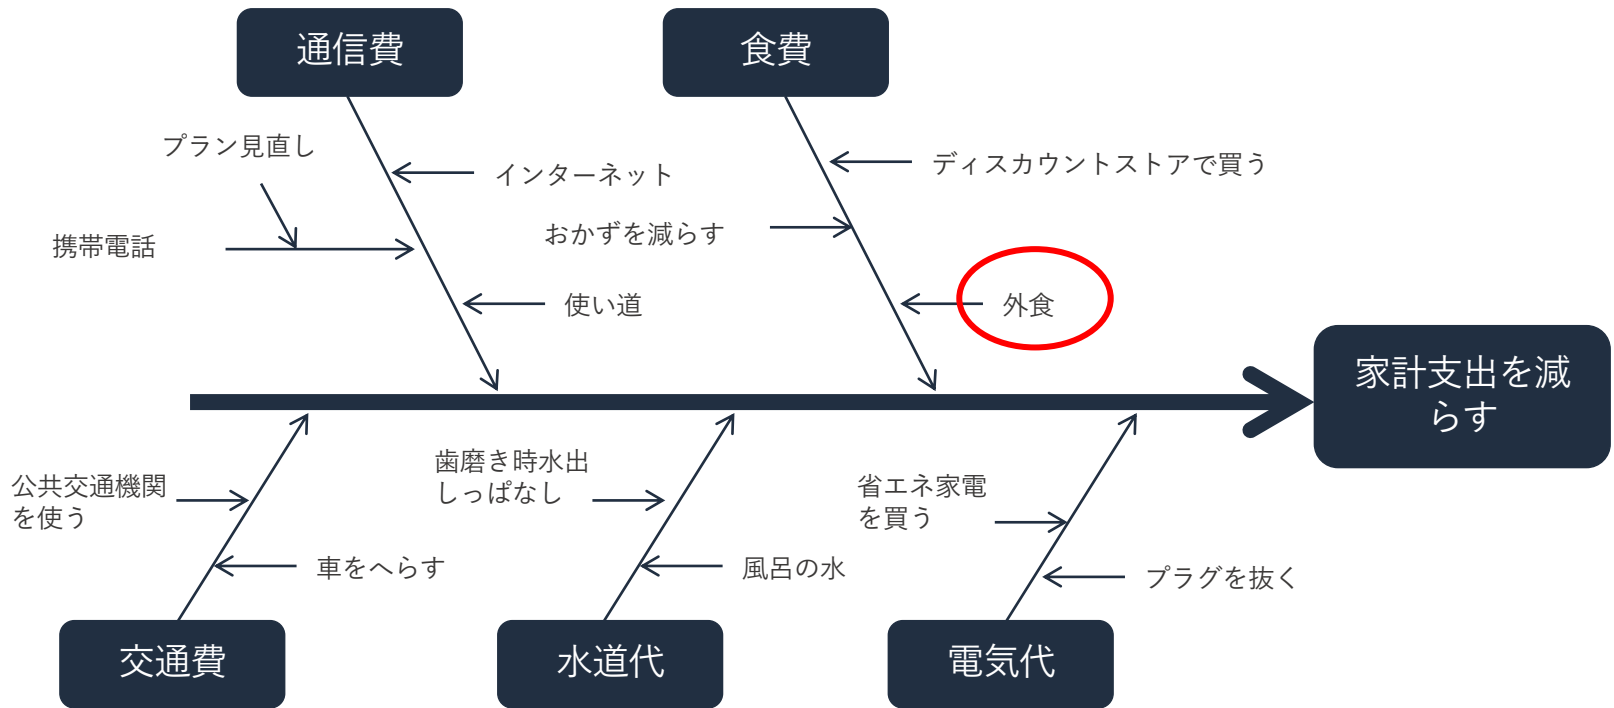 通信費
食費
プラン見直し
インターネット
ディスカウントストアで買う
携帯電話
おかずを減らす
使い道
外食
家計支出を減
らす
公共交通機関
を使う
歯磨き時水出
しっぱなし
省エネ家電
を買う
車をへらす
風呂の水
プラグを抜く
交通費
水道代
電気代